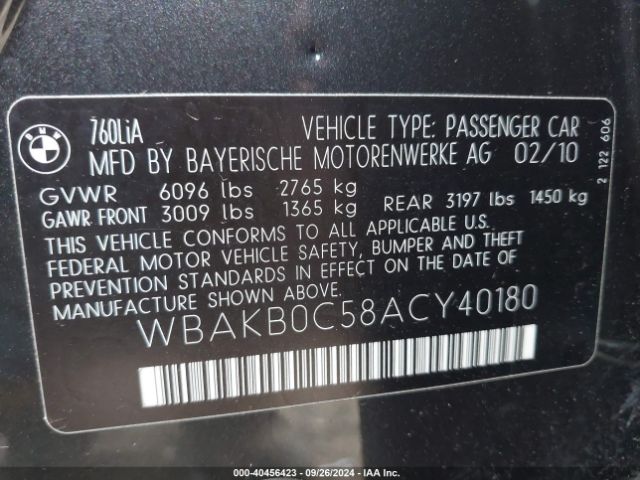 BMW
760LiA VEHICLE TYPE: PASSENGER CAR
MFD BY BAYERISCHE MOTORENWERKE AG 02/10
GVWR 6096 lbs 2765 kg
GAWR FRONT 3009 lbs 1365 kg REAR 3197 lbs 1450 kg
THIS VEHICLE CONFORMS TO ALL APPLICABLE U.S.
FEDERAL MOTOR VEHICLE SAFETY, BUMPER AND THEFT
PREVENTION STANDARDS IN EFFECT ON THE DATE OF
MANUFACTURE SHOWN ABOVE.
WBAKB0C58ACY40180
2 122 606
000-40456423 - 09/26/2024 - IAAI.COM